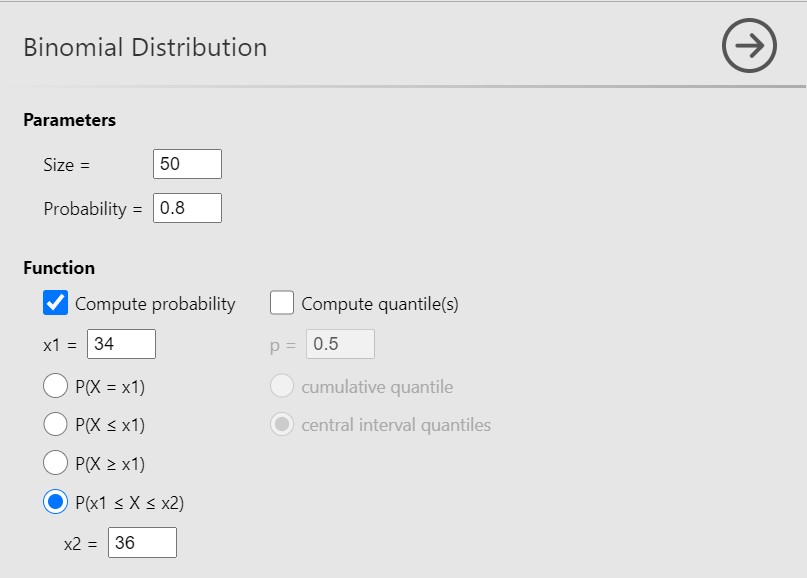 Binomial Distribution
Parameters
Size = 50
Probability = 0.8
Function
Compute probability Compute quantile(s)
x1 = 34 p = 0.5
P(X = x1) cumulative quantile
P(X ≤ x1) central interval quantiles
P(X ≥ x1)
P(x1 ≤ X ≤ x2)
x2 = 36